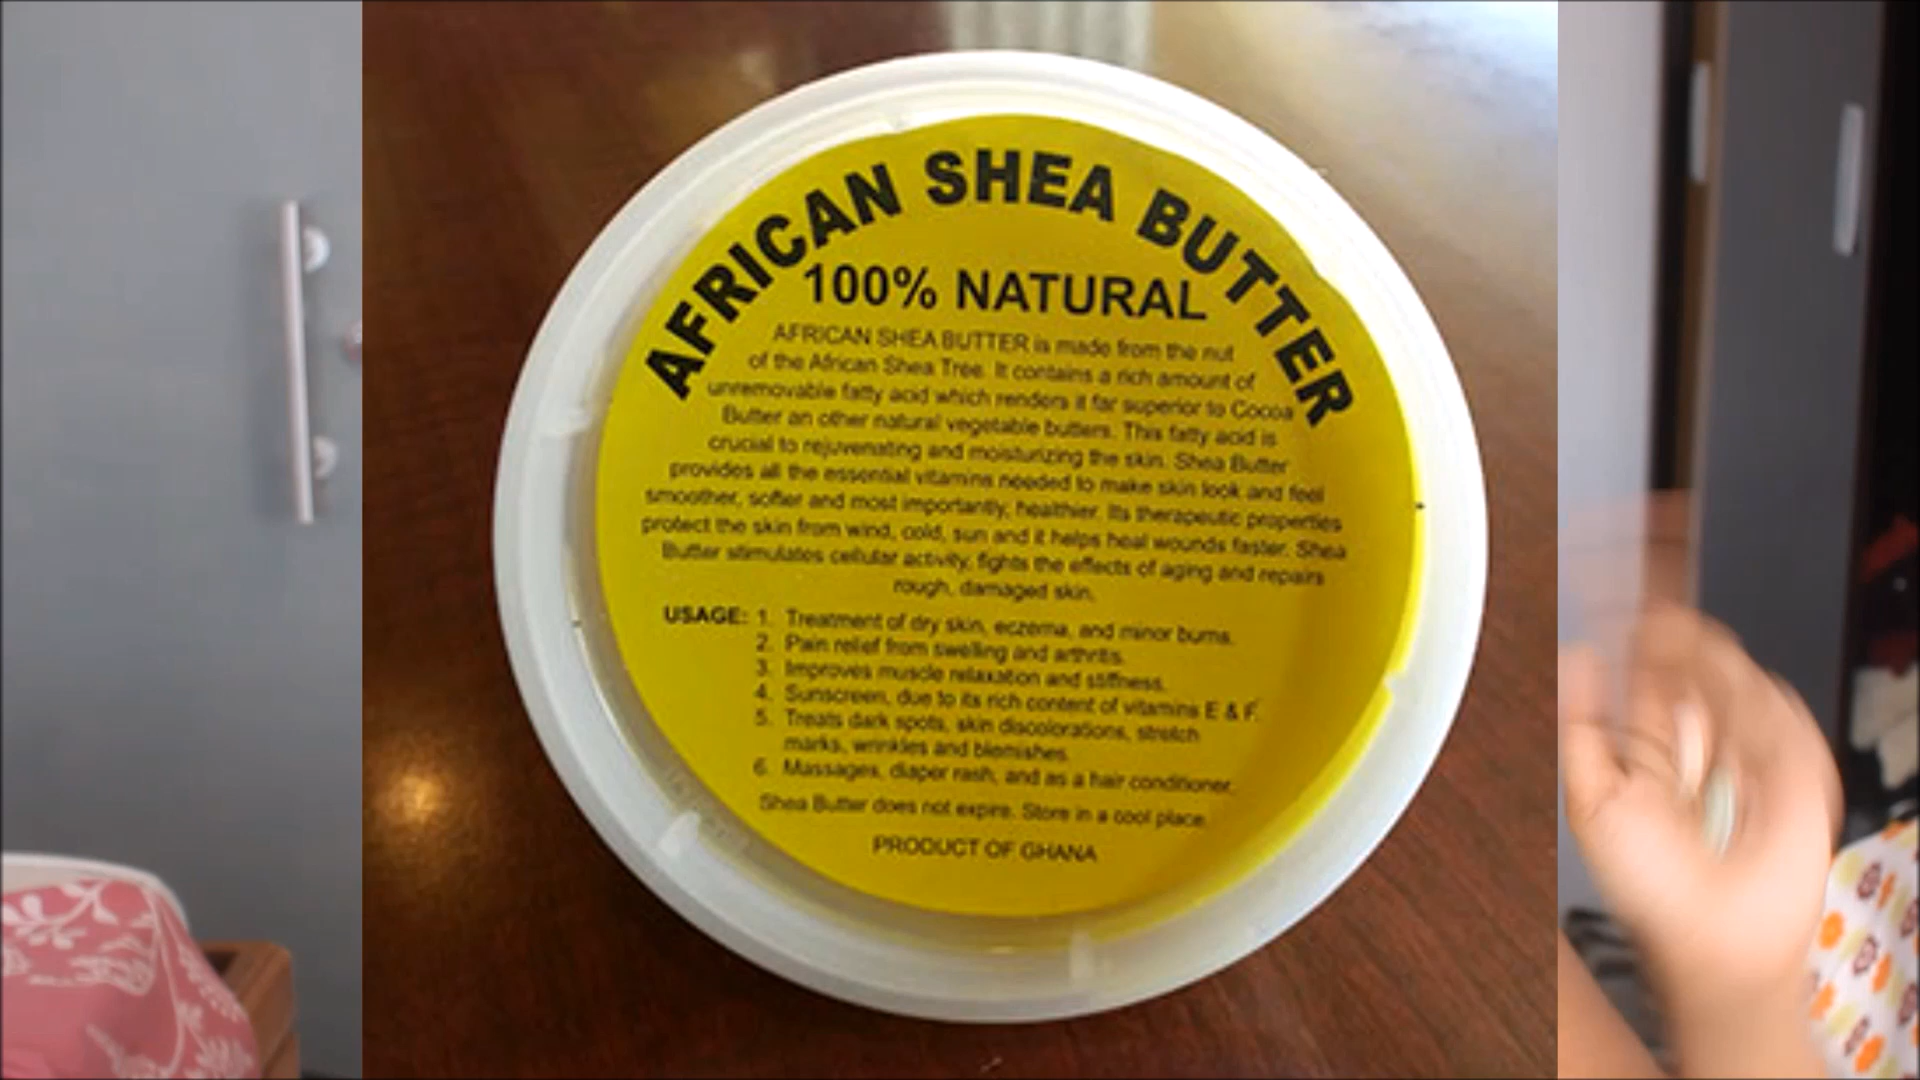 AFRICAN SHEA BUTTER
100% NATURAL
AFRICAN SHEA BUTTER is made from the nut
of the African Shea Tree. It contains a rich amount of
unremovable fatty acid which renders it far superior to Cocoa
Butter an other natural vegetable butters. This fatty acid is
crucial to rejuvenating and moisturizing the skin. Shea Butter
provides all the essential vitamins needed to make skin look and feel
smoother, softer and most importantly, healthier. Its therapeutic properties
protect the skin from wind, cold, sun and it helps heal wounds faster. Shea
Butter stimulates cellular activity, fights the effects of aging and repairs
rough, damaged skin.
USAGE: 1. Treatment of dry skin, eczema, and minor burns.
2. Pain relief from swelling and arthritis.
3. Improves muscle relaxation and stiffness.
4. Sunscreen, due to its rich content of vitamins E & F.
5. Treats dark spots, skin discolorations, stretch
marks, wrinkles and blemishes.
6. Massages, diaper rash, and as a hair conditioner.
Shea Butter does not expire. Store in a cool place.
PRODUCT OF GHANA